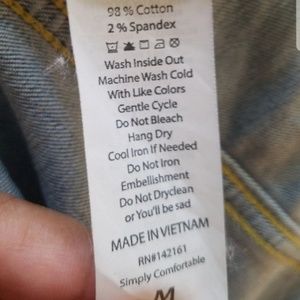 98 % Cotton
2 % Spandex
Wash Inside Out
Machine Wash Cold
With Like Colors
Gentle Cycle
Do Not Bleach
Hang Dry
Cool Iron If Needed
Do Not Iron
Embellishment
Do Not Dryclean
or You'll be sad
MADE IN VIETNAM
RN#142161
Simply Comfortable
M